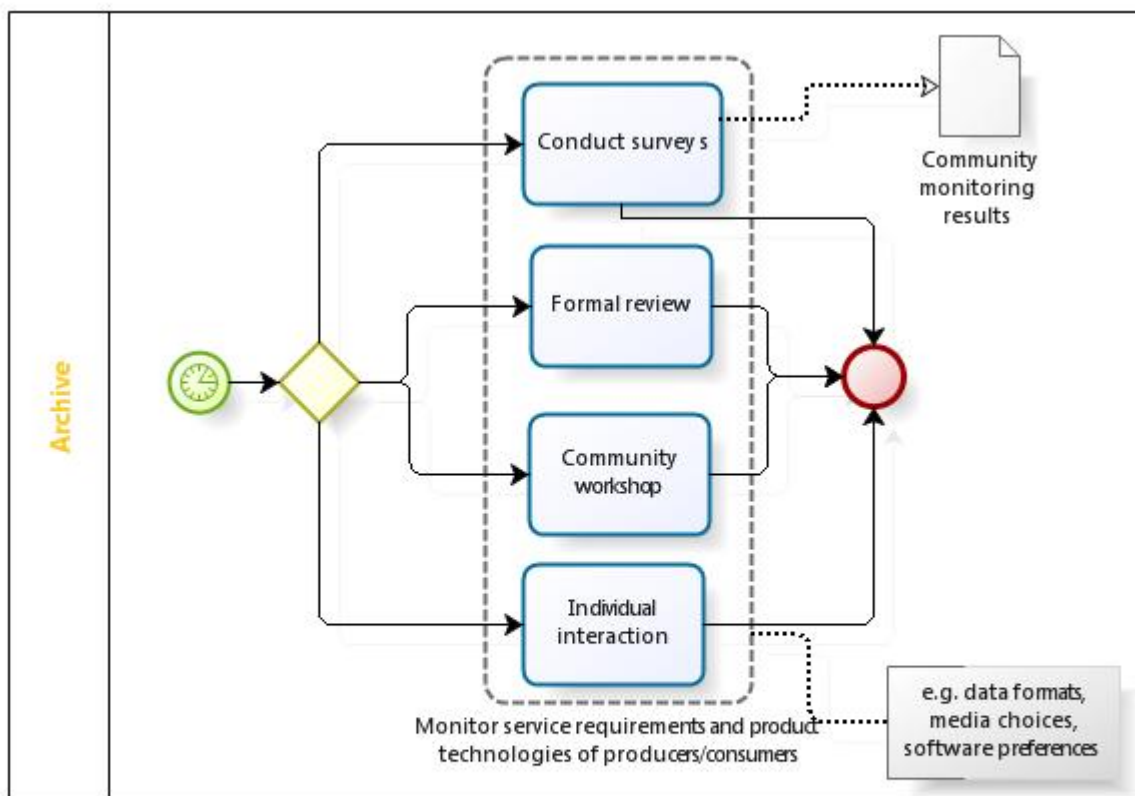 Archive
Conduct survey s
Community
monitoring
results
Formal review
Community
workshop
Individual
interaction
Monitor service requirements and product
technologies of producers/consumers
e.g. data formats,
media choices,
software preferences